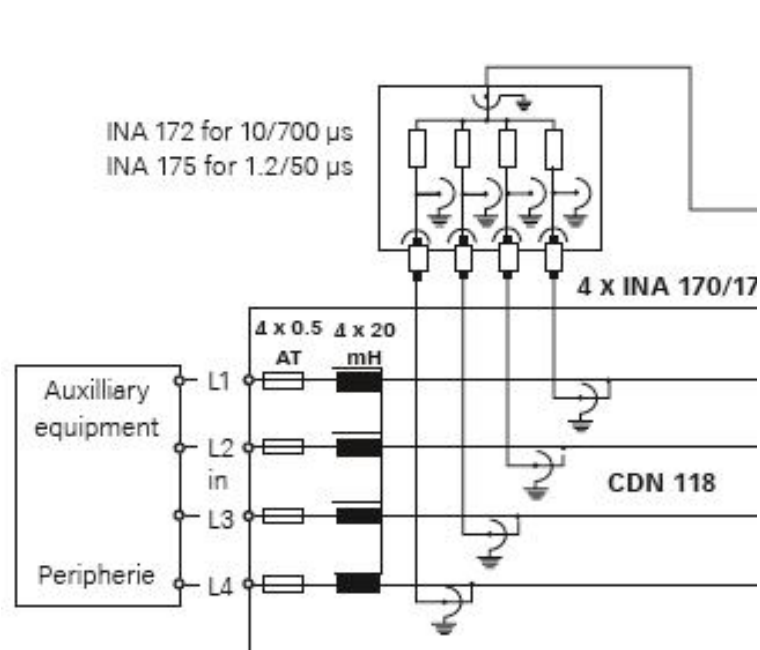 INA 172 for 10/700 µs
INA 175 for 1.2/50 µs
4 x INA 170/17
4 x 0.5 4 x 20
AT mH
Auxilliary
equipment
L1
L2
in
CDN 118
L3
Peripherie
L4